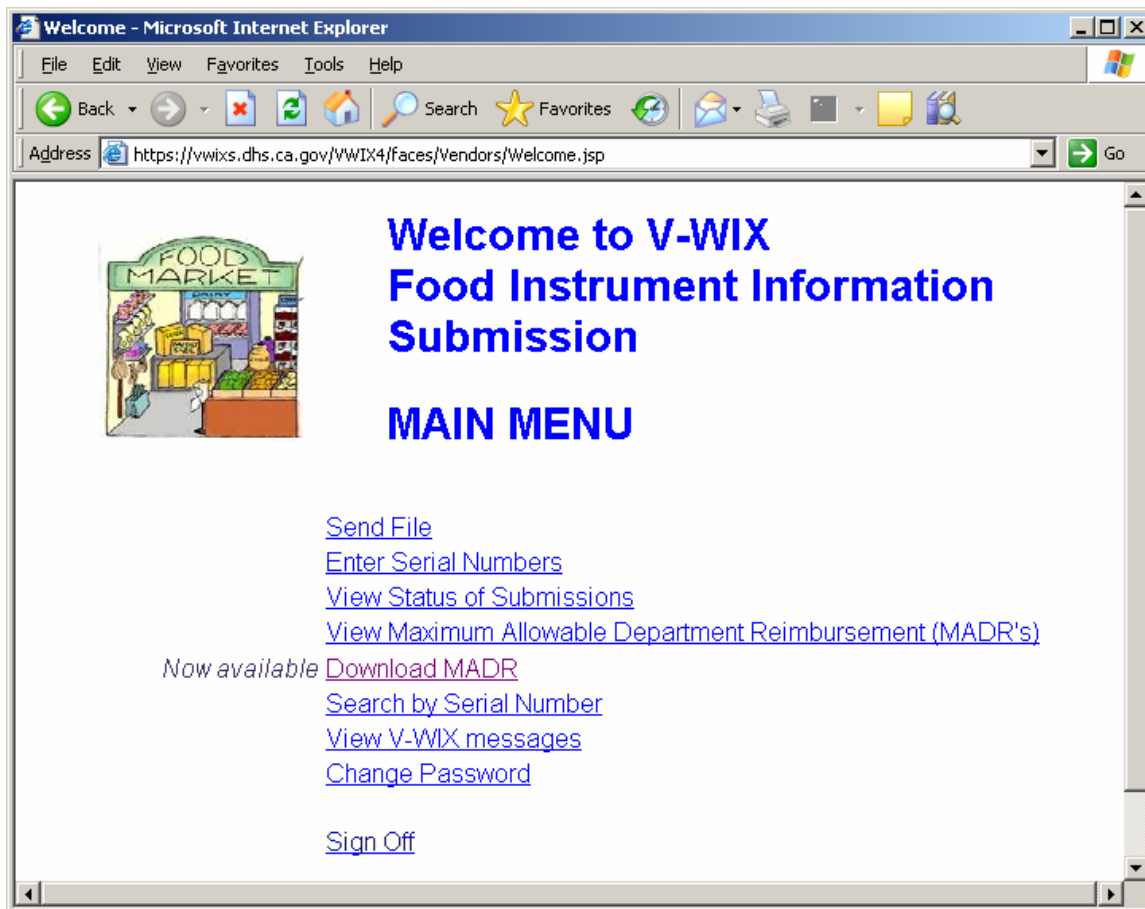 Welcome - Microsoft Internet Explorer
File Edit View Favorites Tools Help
Back Search Favorites
Address https://vwixs.dhs.ca.gov/VWIX4/faces/Vendors/Welcome.jsp Go
FOOD
MARKET
DAIRY
Welcome to V-WIX
Food Instrument Information
Submission
MAIN MENU
Send File
Enter Serial Numbers
View Status of Submissions
View Maximum Allowable Department Reimbursement (MADR's)
Now available Download MADR
Search by Serial Number
View V-WIX messages
Change Password
Sign Off